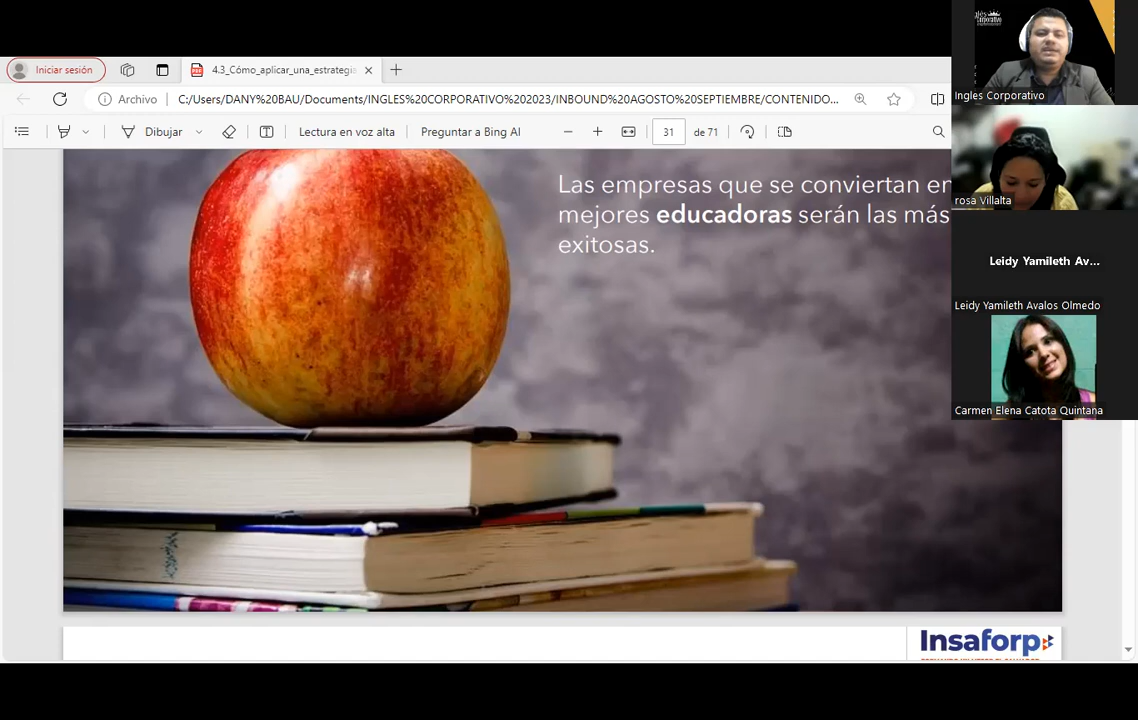 Inglés
Corporativo
Ingles Corporativo
Iniciar sesión
4.3_Cómo_aplicar_una_estrategia
Archivo
C:/Users/DANY%20BAU/Documents/INGLES%20CORPORATIVO%202023/INBOUND%20AGOSTO%20SEPTIEMBRE/CONTENIDO...
Dibujar
Lectura en voz alta
Preguntar a Bing AI
31
de 71
rosa Villalta
Leidy Yamileth Av...
Leidy Yamileth Avalos Olmedo
Carmen Elena Catota Quintana
Las empresas que se conviertan en
mejores educadoras serán las más
exitosas.
Insaforp